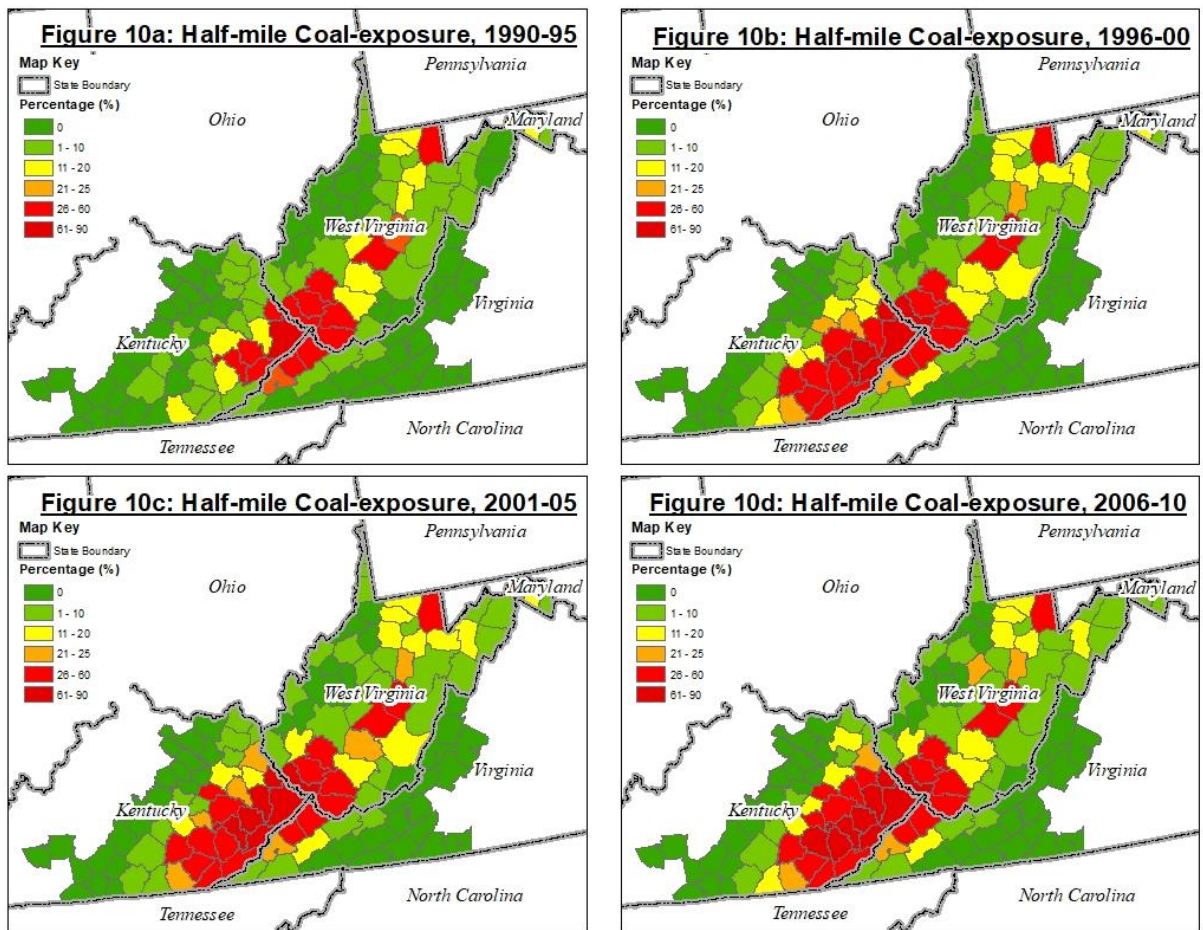 Figure 10a: Half-mile Coal-exposure, 1990-95
Map Key
State Boundary
Percentage (%)
0
1 - 10
11 - 20
21 - 25
26 - 60
61- 90
Pennsylvania
Ohio
Maryland
West Virginia
Virginia
Kentucky
North Carolina
Tennessee
Figure 10b: Half-mile Coal-exposure, 1996-00
Map Key
State Boundary
Percentage (%)
0
1 - 10
11 - 20
21 - 25
26 - 60
61- 90
Pennsylvania
Ohio
Maryland
West Virginia
Virginia
Kentucky
North Carolina
Tennessee
Figure 10c: Half-mile Coal-exposure, 2001-05
Map Key
State Boundary
Percentage (%)
0
1 - 10
11 - 20
21 - 25
26 - 60
61- 90
Pennsylvania
Ohio
Maryland
West Virginia
Virginia
Kentucky
North Carolina
Tennessee
Figure 10d: Half-mile Coal-exposure, 2006-10
Map Key
State Boundary
Percentage (%)
0
1 - 10
11 - 20
21 - 25
26 - 60
61- 90
Pennsylvania
Ohio
Maryland
West Virginia
Virginia
Kentucky
North Carolina
Tennessee